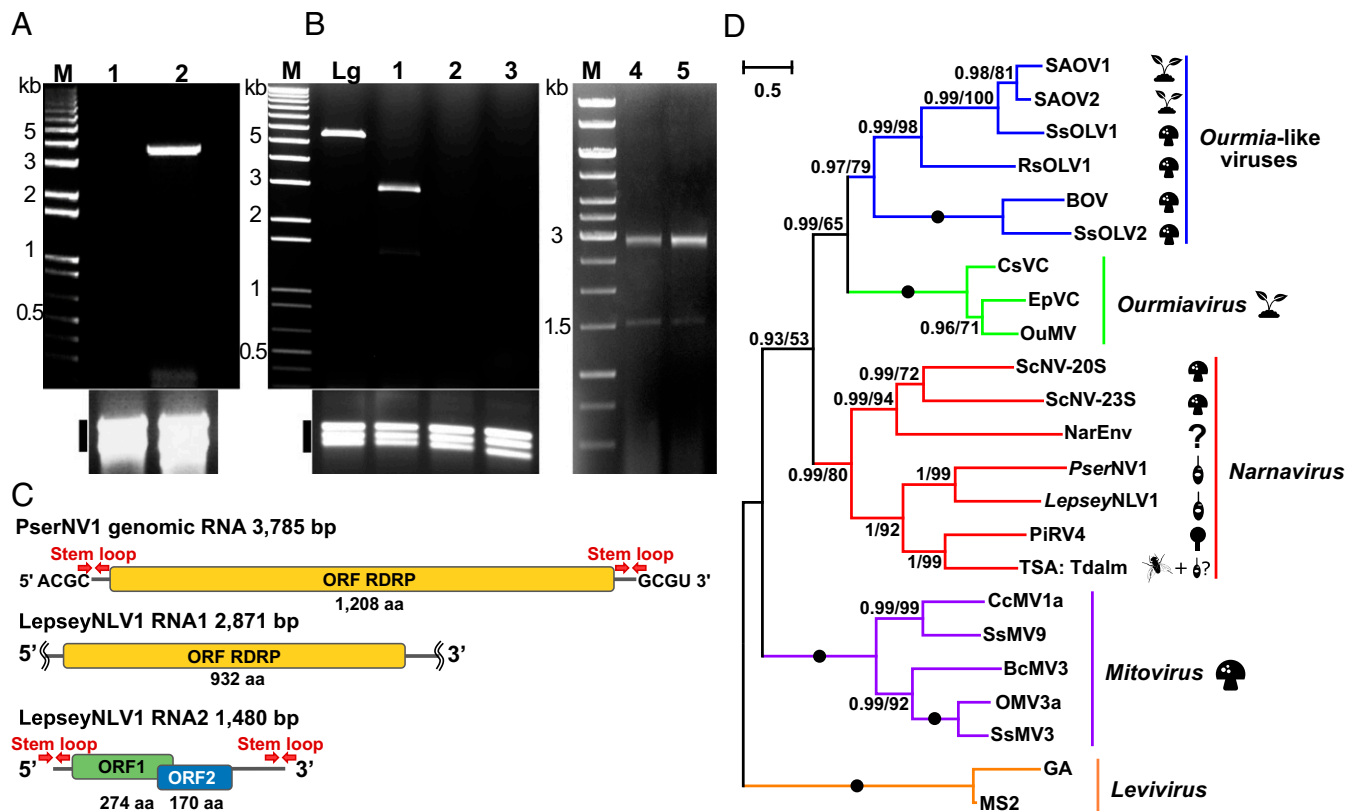 A
M 1 2
kb
5
3
2
1
0.5
B
M Lg 1 2 3
kb
5
3
2
1
0.5
M 4 5
kb
3
1.5
C
PserNV1 genomic RNA 3,785 bp
Stem loop Stem loop
5' ACGC ORF RDRP GCGU 3'
1,208 aa
LepseyNLV1 RNA1 2,871 bp
5' ORF RDRP 3'
932 aa
LepseyNLV1 RNA2 1,480 bp
Stem loop Stem loop
5' ORF1 ORF2 3'
274 aa 170 aa
D
0.5
0.98/81
SAOV1
0.99/100
SAOV2
0.99/98
SsOLV1
0.97/79
RsOLV1
BOV
0.99/65
SsOLV2
Ourmia-like
viruses
CsVC
EpVC
0.96/71
OuMV
Ourmiavirus
0.93/53
0.99/72
ScNV-20S
0.99/94
ScNV-23S
NarEnv ?
0.99/80
1/99
PserNV1
LepseyNLV1
1/92
PiRV4
1/99
TSA: Tdalm + ?
Narnavirus
0.99/99
CcMV1a
SsMV9
BcMV3
0.99/92
OMV3a
SsMV3
Mitovirus
GA
MS2
Levivirus